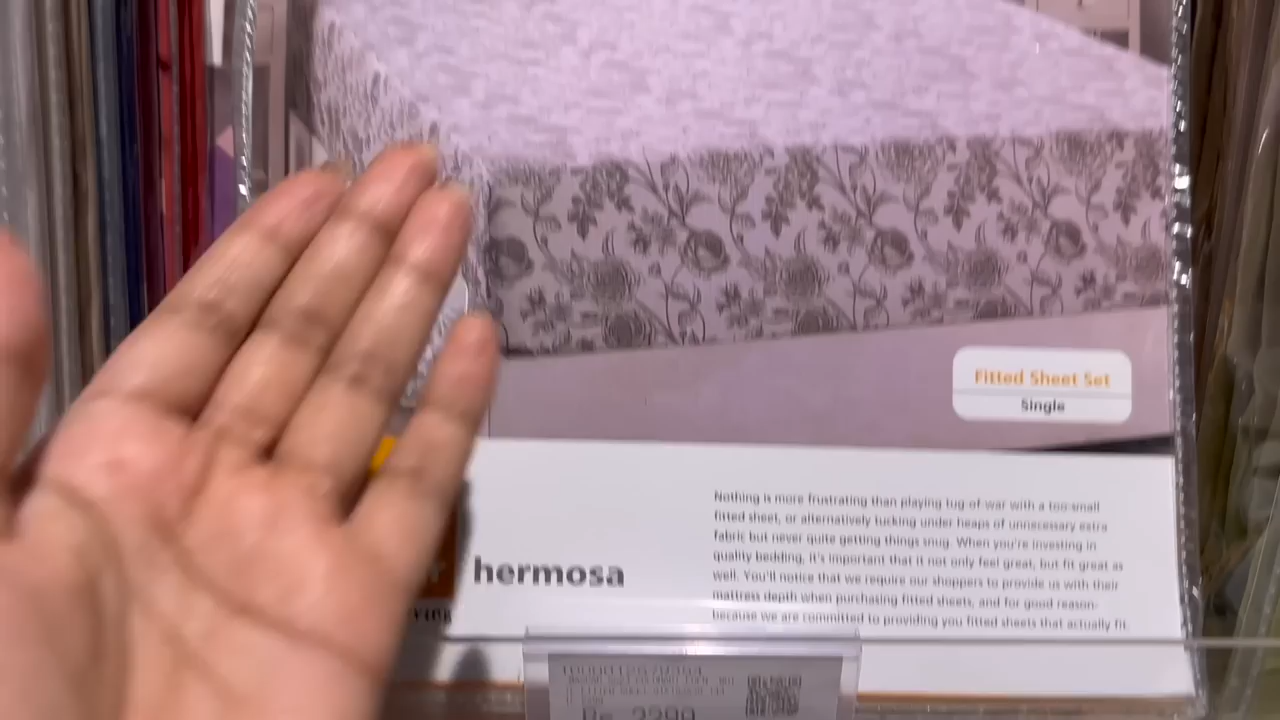 Fitted Sheet Set
Single
Nothing is more frustrating than playing tug of war with a too-small
fitted sheet, or alternatively tucking under heaps of unnecessary extra
fabric but never quite getting things snug. When you're investing in
quality bedding, it's important that it not only feel great, but fit great as
well. You'll notice that we require our shoppers to provide us with their
mattress depth when purchasing fitted sheets, and for good reason-
because we are committed to providing you fitted sheets that actually fit.
hermosa
Rs.